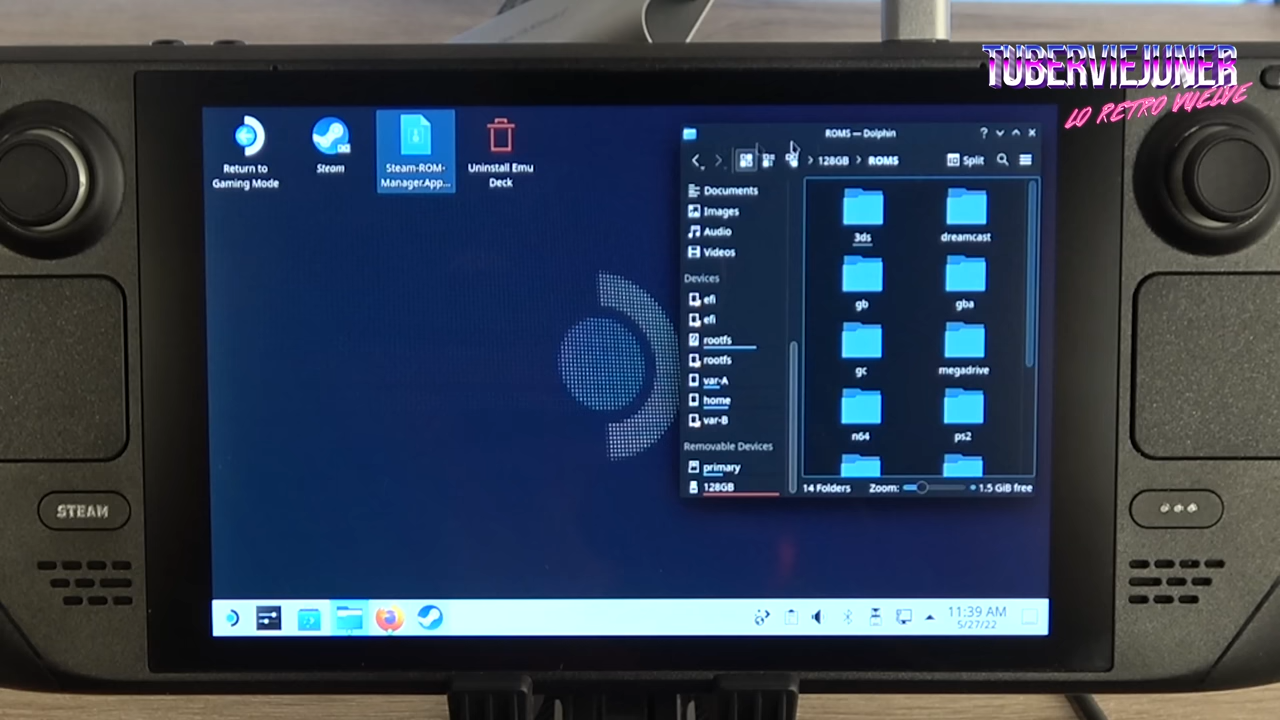 TUBERVIEJUNER
LO RETRO VUELVE
Return to
Gaming Mode
Steam
Steam-ROM-
Manager.App...
Uninstall Emu
Deck
ROMS — Dolphin
?
> 128GB > ROMS
Split
Documents
Images
Audio
Videos
Devices
efi
efi
rootfs
rootfs
var-A
home
var-B
Removable Devices
primary
128GB
3ds
dreamcast
gb
gba
gc
megadrive
n64
ps2
14 Folders
Zoom:
1.5 GiB free
STEAM
11:39 AM
5/27/22